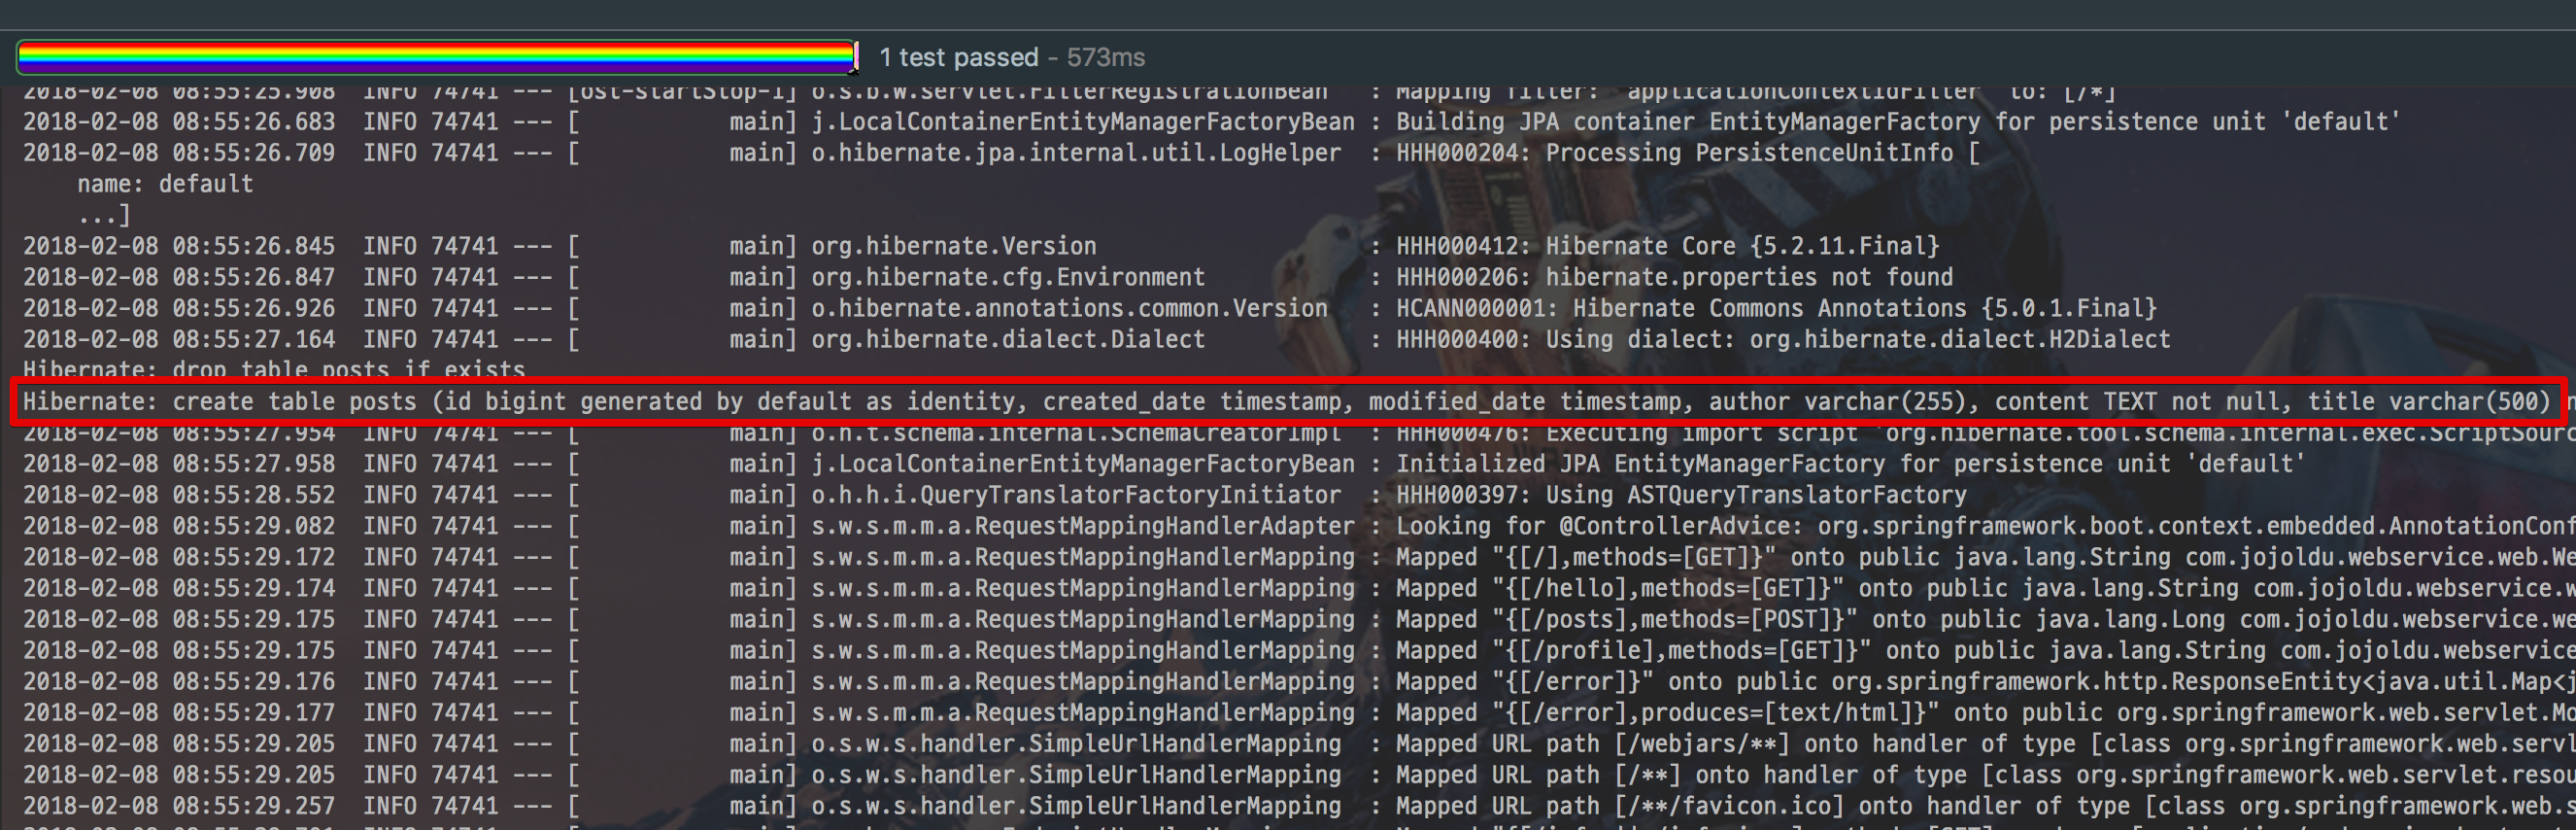 1 test passed - 573ms
2018-02-08 08:55:25.908  INFO 74741 --- [ost-startStop-1] o.s.b.w.servlet.FilterRegistrationBean   : Mapping filter: 'applicationContextIdFilter' to: [/*]
2018-02-08 08:55:26.683  INFO 74741 --- [           main] j.LocalContainerEntityManagerFactoryBean : Building JPA container EntityManagerFactory for persistence unit 'default'
2018-02-08 08:55:26.709  INFO 74741 --- [           main] o.hibernate.jpa.internal.util.LogHelper  : HHH000204: Processing PersistenceUnitInfo [
    name: default
    ...]
2018-02-08 08:55:26.845  INFO 74741 --- [           main] org.hibernate.Version                    : HHH000412: Hibernate Core {5.2.11.Final}
2018-02-08 08:55:26.847  INFO 74741 --- [           main] org.hibernate.cfg.Environment            : HHH000206: hibernate.properties not found
2018-02-08 08:55:26.926  INFO 74741 --- [           main] o.hibernate.annotations.common.Version   : HCANN000001: Hibernate Commons Annotations {5.0.1.Final}
2018-02-08 08:55:27.164  INFO 74741 --- [           main] org.hibernate.dialect.Dialect            : HHH000400: Using dialect: org.hibernate.dialect.H2Dialect
Hibernate: drop table posts if exists
Hibernate: create table posts (id bigint generated by default as identity, created_date timestamp, modified_date timestamp, author varchar(255), content TEXT not null, title varchar(500) n
2018-02-08 08:55:27.954  INFO 74741 --- [           main] o.h.t.schema.internal.SchemaCreatorImpl  : HHH000476: Executing import script 'org.hibernate.tool.schema.internal.exec.ScriptSourc
2018-02-08 08:55:27.958  INFO 74741 --- [           main] j.LocalContainerEntityManagerFactoryBean : Initialized JPA EntityManagerFactory for persistence unit 'default'
2018-02-08 08:55:28.552  INFO 74741 --- [           main] o.h.h.i.QueryTranslatorFactoryInitiator  : HHH000397: Using ASTQueryTranslatorFactory
2018-02-08 08:55:29.082  INFO 74741 --- [           main] s.w.s.m.m.a.RequestMappingHandlerAdapter : Looking for @ControllerAdvice: org.springframework.boot.context.embedded.AnnotationConf
2018-02-08 08:55:29.172  INFO 74741 --- [           main] s.w.s.m.m.a.RequestMappingHandlerMapping : Mapped "{[/],methods=[GET]}" onto public java.lang.String com.jojoldu.webservice.web.We
2018-02-08 08:55:29.174  INFO 74741 --- [           main] s.w.s.m.m.a.RequestMappingHandlerMapping : Mapped "{[/hello],methods=[GET]}" onto public java.lang.String com.jojoldu.webservice.w
2018-02-08 08:55:29.175  INFO 74741 --- [           main] s.w.s.m.m.a.RequestMappingHandlerMapping : Mapped "{[/posts],methods=[POST]}" onto public java.lang.Long com.jojoldu.webservice.we
2018-02-08 08:55:29.175  INFO 74741 --- [           main] s.w.s.m.m.a.RequestMappingHandlerMapping : Mapped "{[/profile],methods=[GET]}" onto public java.lang.String com.jojoldu.webservice
2018-02-08 08:55:29.176  INFO 74741 --- [           main] s.w.s.m.m.a.RequestMappingHandlerMapping : Mapped "{[/error]}" onto public org.springframework.http.ResponseEntity<java.util.Map<j
2018-02-08 08:55:29.177  INFO 74741 --- [           main] s.w.s.m.m.a.RequestMappingHandlerMapping : Mapped "{[/error],produces=[text/html]}" onto public org.springframework.web.servlet.Mo
2018-02-08 08:55:29.205  INFO 74741 --- [           main] o.s.w.s.handler.SimpleUrlHandlerMapping  : Mapped URL path [/webjars/**] onto handler of type [class org.springframework.web.servl
2018-02-08 08:55:29.205  INFO 74741 --- [           main] o.s.w.s.handler.SimpleUrlHandlerMapping  : Mapped URL path [/**] onto handler of type [class org.springframework.web.servlet.resou
2018-02-08 08:55:29.257  INFO 74741 --- [           main] o.s.w.s.handler.SimpleUrlHandlerMapping  : Mapped URL path [/**/favicon.ico] onto handler of type [class org.springframework.web.s